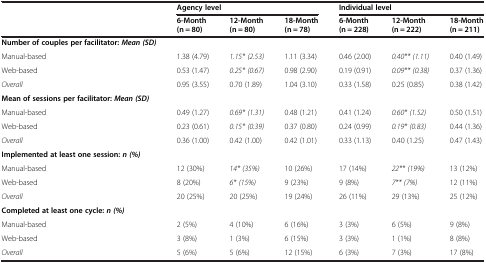 Agency level Individual level
6-Month 12-Month 18-Month 6-Month 12-Month 18-Month
(n = 80) (n = 80) (n = 78) (n = 228) (n = 222) (n = 211)
Number of couples per facilitator: Mean (SD)
Manual-based 1.38 (4.79) 1.15* (2.53) 1.11 (3.34) 0.46 (2.00) 0.40** (1.11) 0.40 (1.49)
Web-based 0.53 (1.47) 0.25* (0.67) 0.98 (2.90) 0.19 (0.91) 0.09** (0.38) 0.37 (1.36)
Overall 0.95 (3.55) 0.70 (1.89) 1.04 (3.10) 0.33 (1.58) 0.25 (0.85) 0.38 (1.42)
Mean of sessions per facilitator: Mean (SD)
Manual-based 0.49 (1.27) 0.69* (1.31) 0.48 (1.21) 0.41 (1.24) 0.60* (1.52) 0.50 (1.51)
Web-based 0.23 (0.61) 0.15* (0.39) 0.37 (0.80) 0.24 (0.99) 0.19* (0.83) 0.44 (1.36)
Overall 0.36 (1.00) 0.42 (1.00) 0.42 (1.01) 0.33 (1.13) 0.40 (1.25) 0.47 (1.43)
Implemented at least one session: n (%)
Manual-based 12 (30%) 14* (35%) 10 (26%) 17 (14%) 22** (19%) 13 (12%)
Web-based 8 (20%) 6* (15%) 9 (23%) 9 (8%) 7** (7%) 12 (11%)
Overall 20 (25%) 20 (25%) 19 (24%) 26 (11%) 29 (13%) 25 (12%)
Completed at least one cycle: n (%)
Manual-based 2 (5%) 4 (10%) 6 (16%) 3 (3%) 6 (5%) 9 (8%)
Web-based 3 (8%) 1 (3%) 6 (15%) 3 (3%) 1 (1%) 8 (8%)
Overall 5 (6%) 5 (6%) 12 (15%) 6 (3%) 7 (3%) 17 (8%)